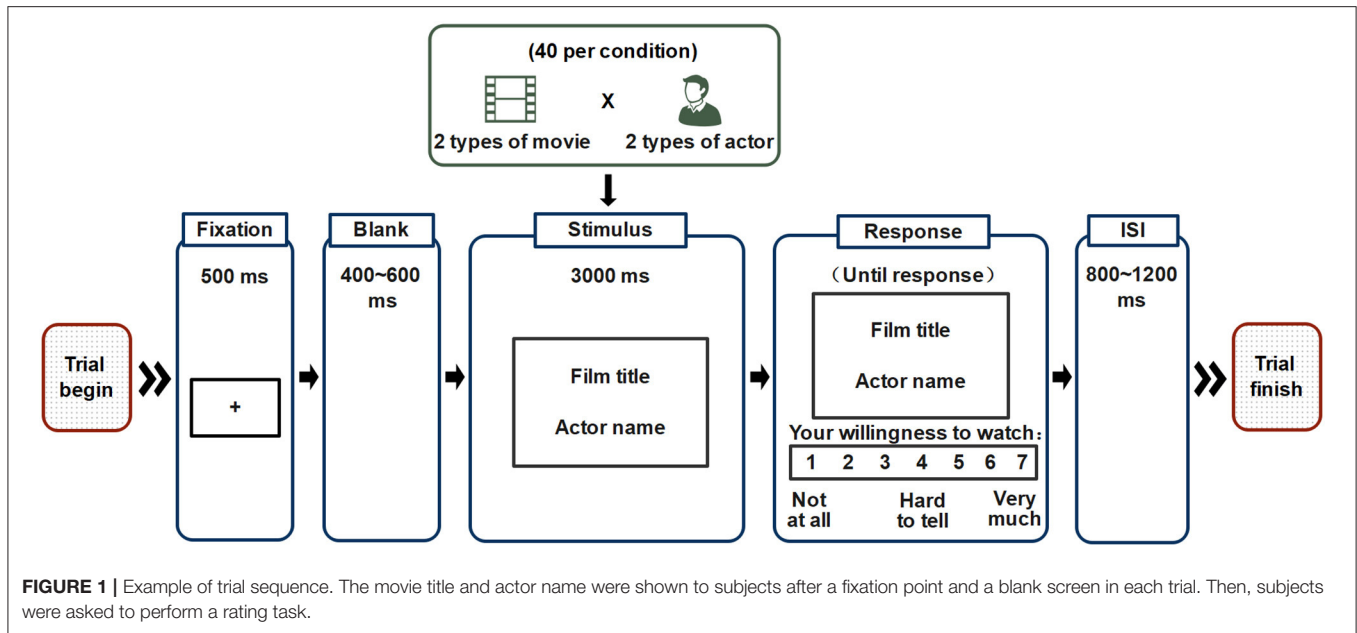 (40 per condition)
X
2 types of movie 2 types of actor
Fixation
Blank
Stimulus
Response
ISI
500 ms
400~600
ms
3000 ms
（Until response）
800~1200
ms
Trial
begin
+
Film title
Actor name
Film title
Actor name
Your willingness to watch：
1 2 3 4 5 6 7
Not
at all
Hard
to tell
Very
much
Trial
finish
FIGURE 1 | Example of trial sequence. The movie title and actor name were shown to subjects after a fixation point and a blank screen in each trial. Then, subjects
were asked to perform a rating task.